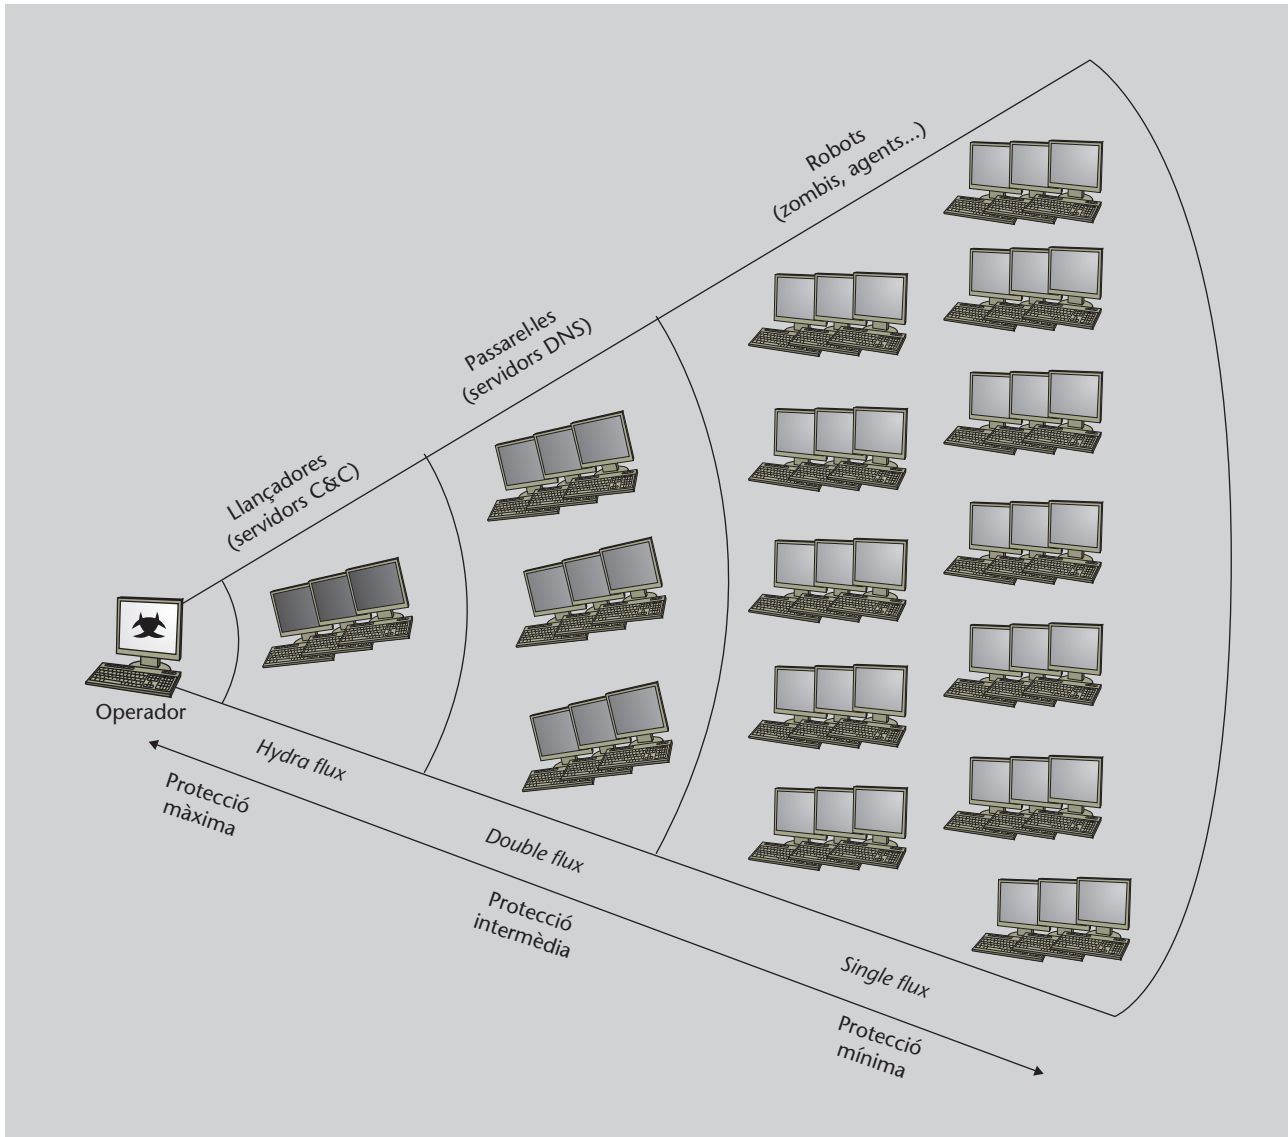 Robots
(zombis, agents...)
Passarel·les
(servidors DNS)
Llançadores
(servidors C&C)
Operador
Hydra flux
Protecció
màxima
Double flux
Protecció
intermèdia
Single flux
Protecció
mínima